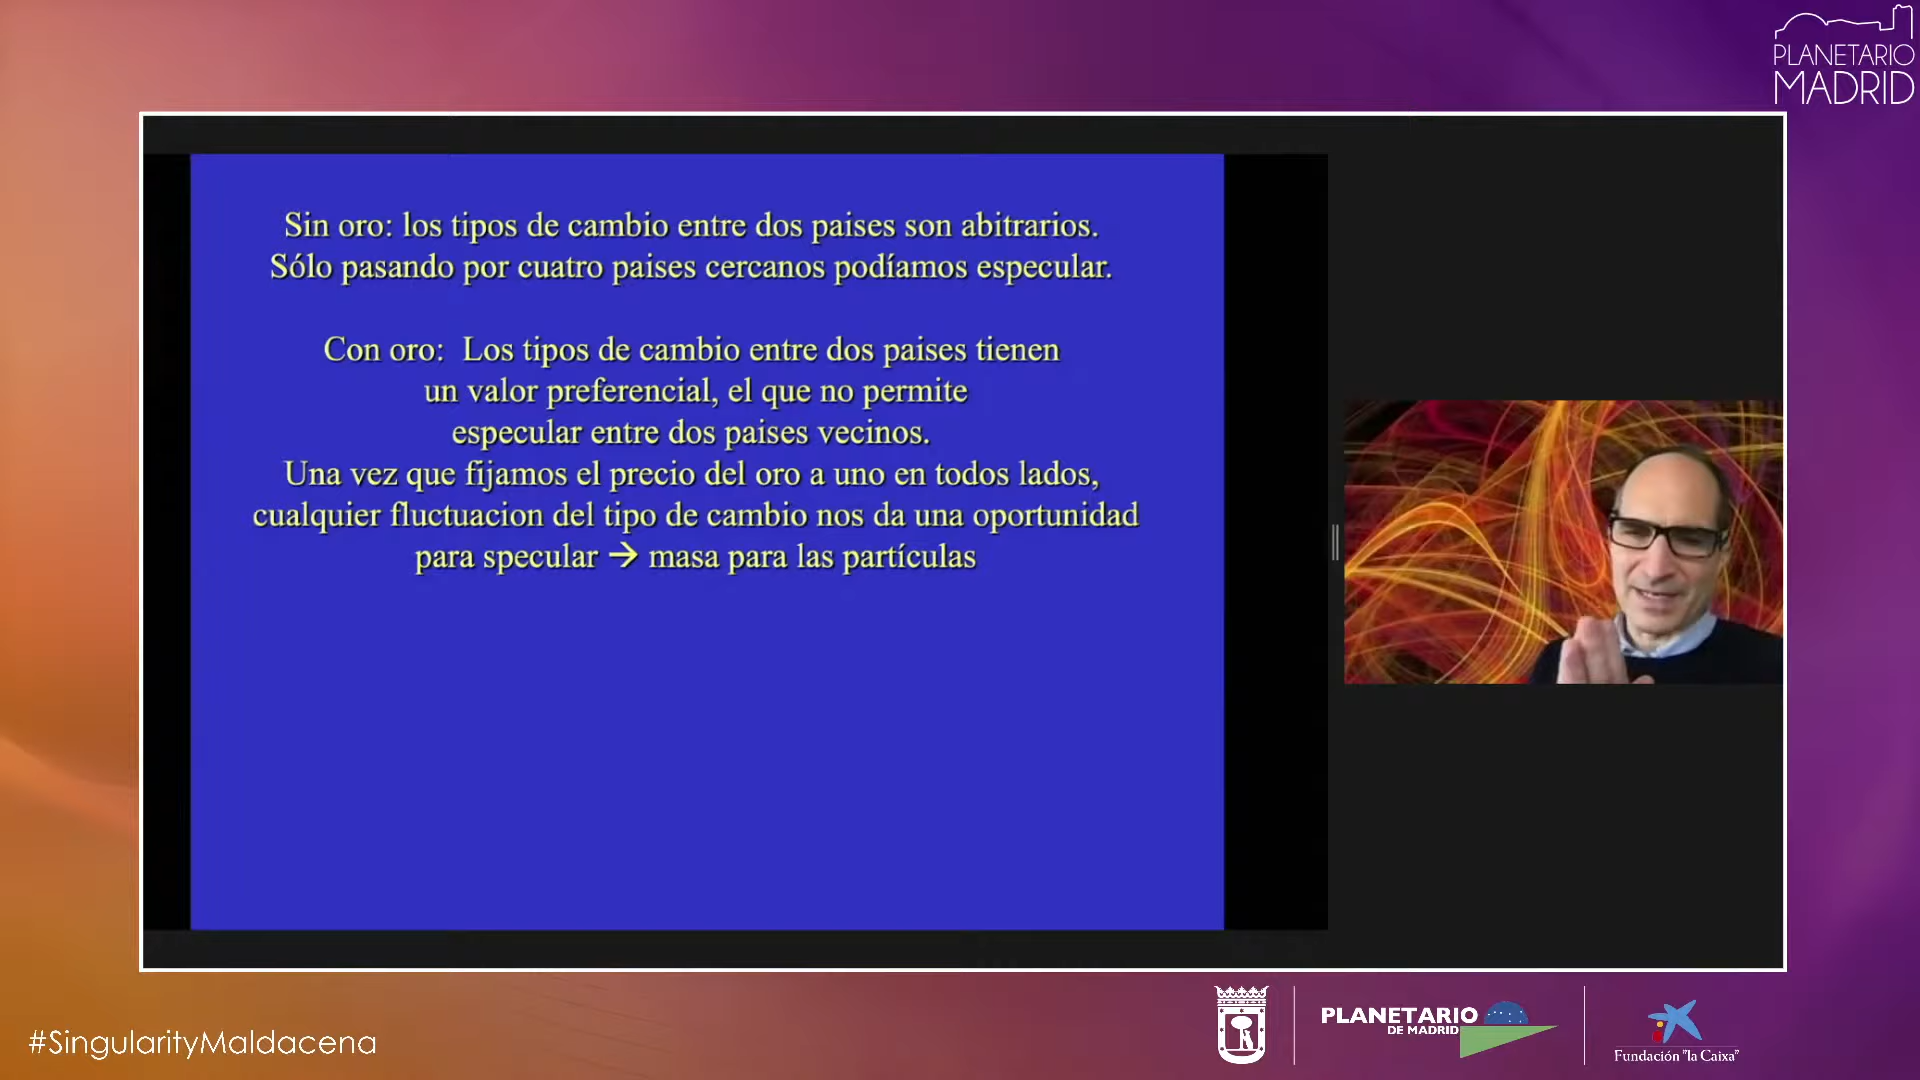 PLANETARIO
MADRID
Sin oro: los tipos de cambio entre dos paises son abitrarios.
Sólo pasando por cuatro paises cercanos podíamos especular.
Con oro: Los tipos de cambio entre dos paises tienen
un valor preferencial, el que no permite
especular entre dos paises vecinos.
Una vez que fijamos el precio del oro a uno en todos lados,
cualquier fluctuacion del tipo de cambio nos da una oportunidad
para specular → masa para las partículas
#SingularityMaldacena
PLANETARIO
DE MADRID
Fundación "la Caixa"